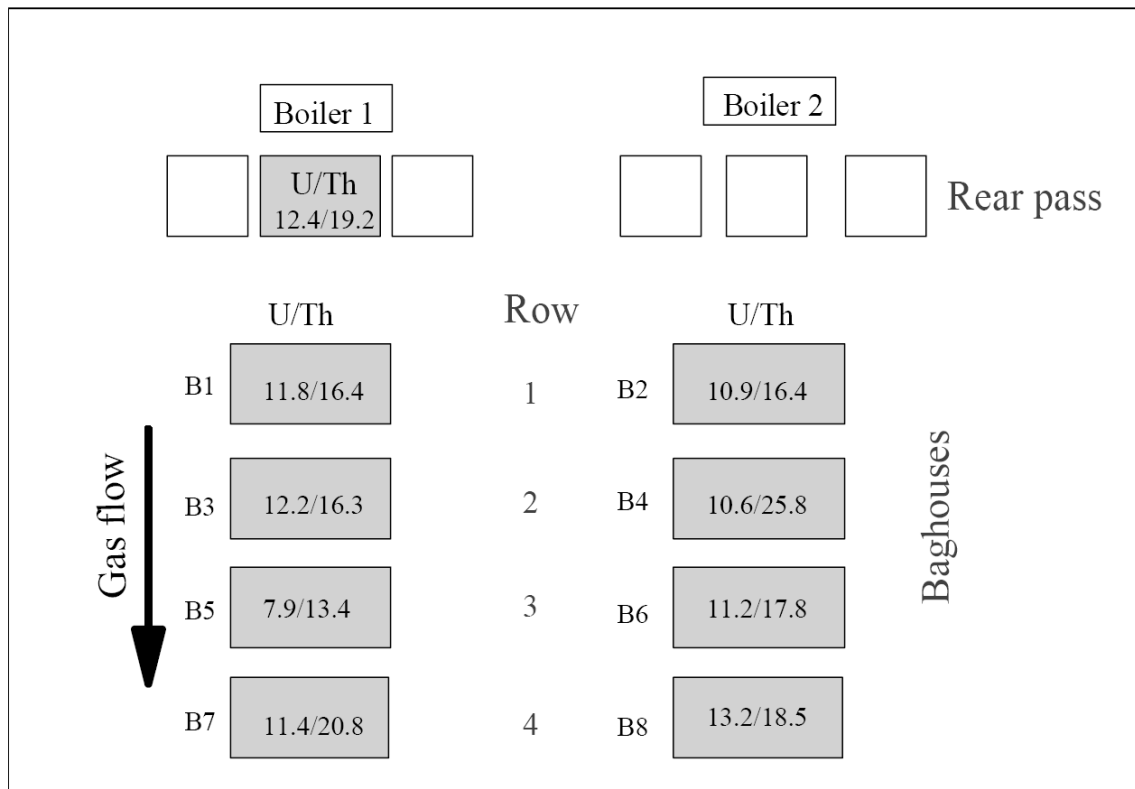 Boiler 1
Boiler 2
U/Th
12.4/19.2
Rear pass
U/Th
Row
U/Th
B1
11.8/16.4
1
B2
10.9/16.4
B3
12.2/16.3
2
B4
10.6/25.8
B5
7.9/13.4
3
B6
11.2/17.8
B7
11.4/20.8
4
B8
13.2/18.5
Gas flow
Baghouses